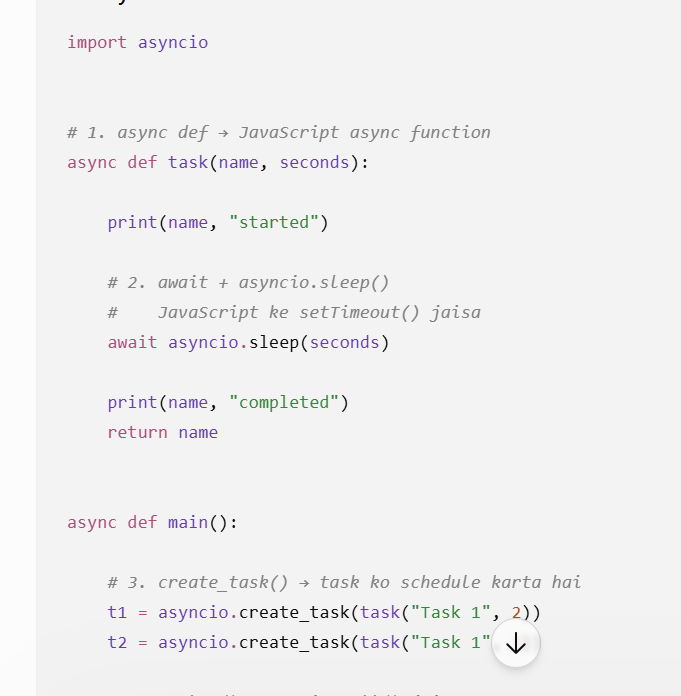 import asyncio
# 1. async def → JavaScript async function
async def task(name, seconds):
print(name, "started")
# 2. await + asyncio.sleep()
#    JavaScript ke setTimeout() jaisa
await asyncio.sleep(seconds)
print(name, "completed")
return name
async def main():
# 3. create_task() → task ko schedule karta hai
t1 = asyncio.create_task(task("Task 1", 2))
t2 = asyncio.create_task(task("Task 1"